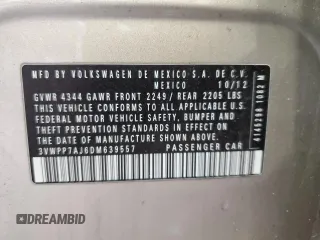 MFD BY VOLKSWAGEN DE MEXICO S.A. DE C.V.
MEXICO 10/12
GVWR 4344 GAWR FRONT 2249/ REAR 2205 LBS
THIS VEHICLE CONFORMS TO ALL APPLICABLE U.S.
FEDERAL MOTOR VEHICLE SAFETY, BUMPER AND
THEFT PREVENTION STANDARDS IN EFFECT ON THE
DATE OF MANUFACTURE SHOWN ABOVE.
3VWPP7AJ6DM639557 PASSENGER CAR
iDBid